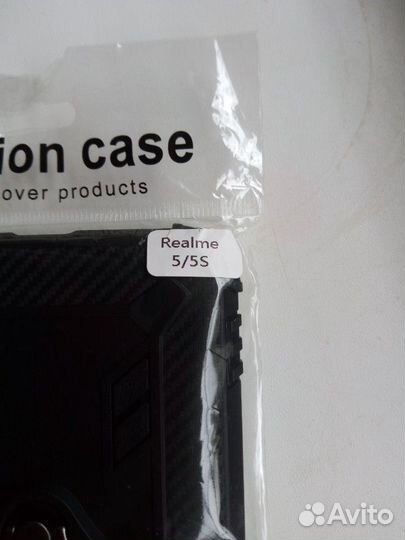 ion case
over products
Realme
5/5S
Avito